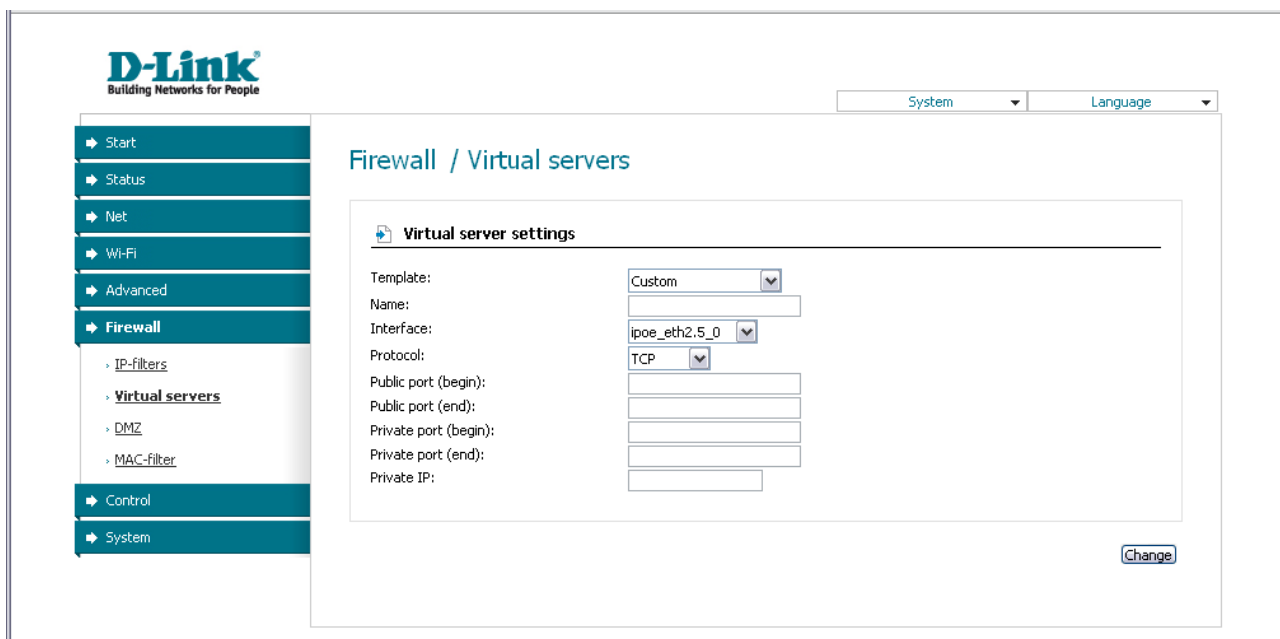 D-Link
Building Networks for People
System Language
Start
Status
Net
Wi-Fi
Advanced
Firewall
IP-filters
Virtual servers
DMZ
MAC-filter
Control
System
Firewall / Virtual servers
Virtual server settings
Template: Custom
Name:
Interface: ipoe_eth2.5_0
Protocol: TCP
Public port (begin):
Public port (end):
Private port (begin):
Private port (end):
Private IP:
Change